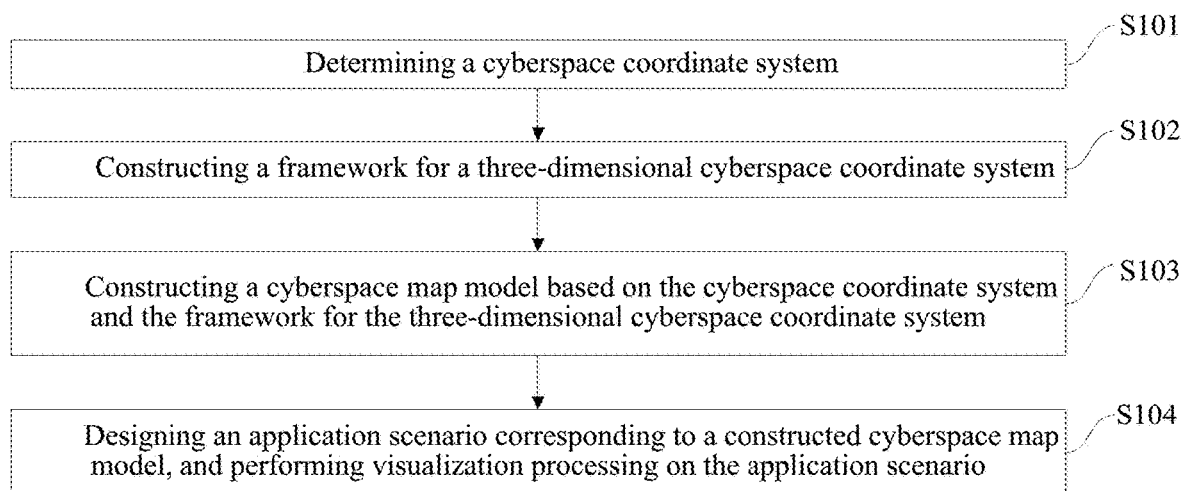 S101
Determining a cyberspace coordinate system
S102
Constructing a framework for a three-dimensional cyberspace coordinate system
S103
Constructing a cyberspace map model based on the cyberspace coordinate system
and the framework for the three-dimensional cyberspace coordinate system
S104
Designing an application scenario corresponding to a constructed cyberspace map
model, and performing visualization processing on the application scenario